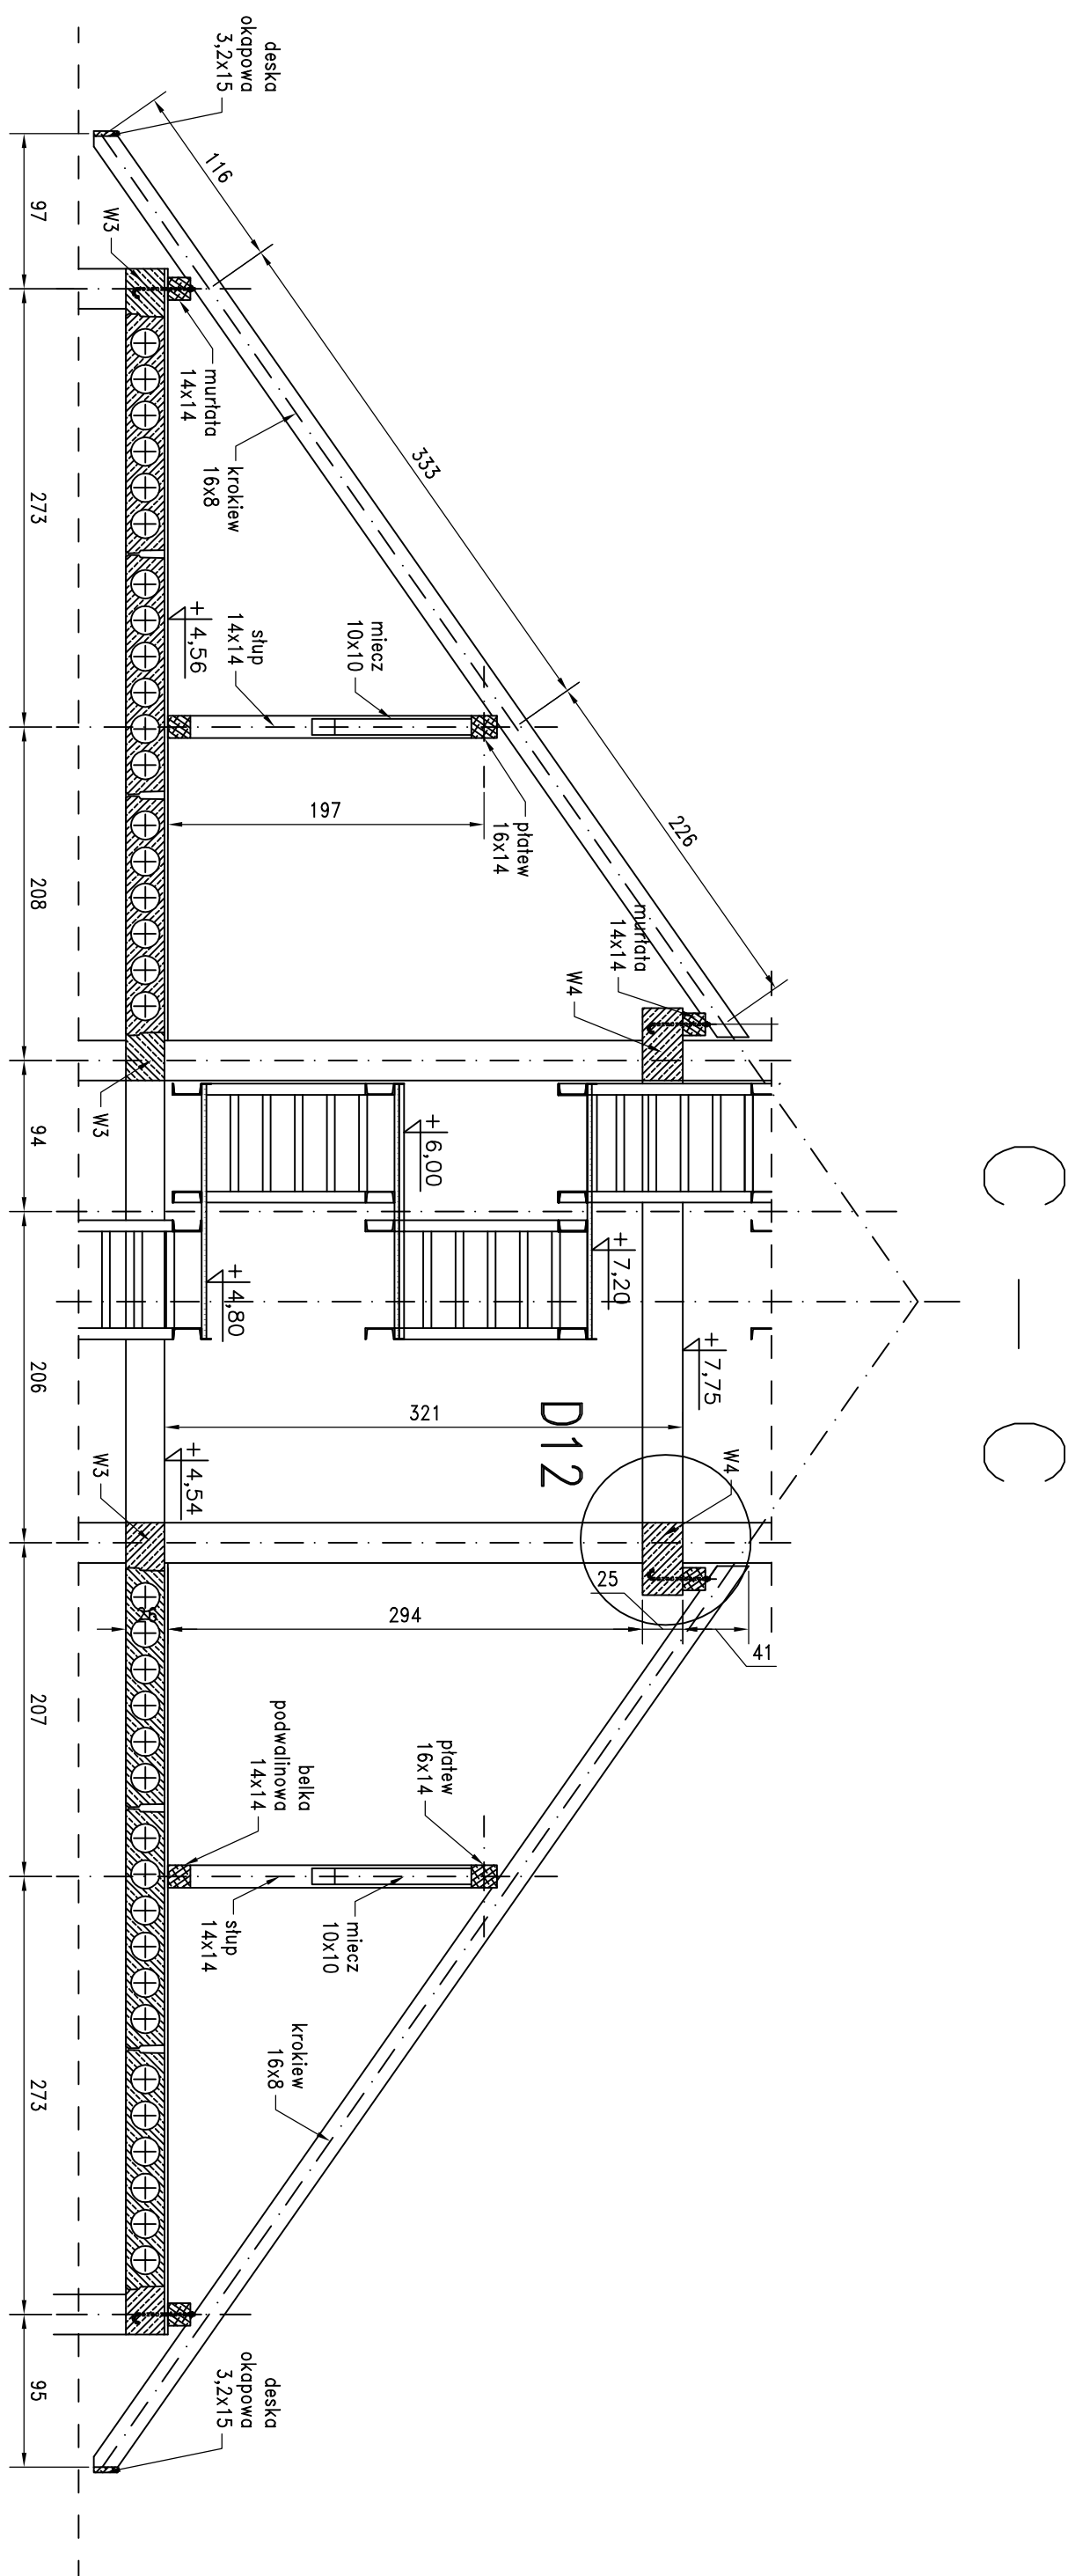 C – C
deska
okapowa
3,2x15
116
333
226
W3
murłata
14x14
krokiew
16x8
+4,56
słup
14x14
miecz
10x10
197
płatew
16x14
murłata
14x14
W4
W3
+6,00
+7,20
+4,80
+7,75
321
D12
W4
+4,54
W3
25
41
26
294
belka
podwalinowa
14x14
płatew
16x14
słup
14x14
miecz
10x10
krokiew
16x8
deska
okapowa
3,2x15
97
273
208
94
206
207
273
95